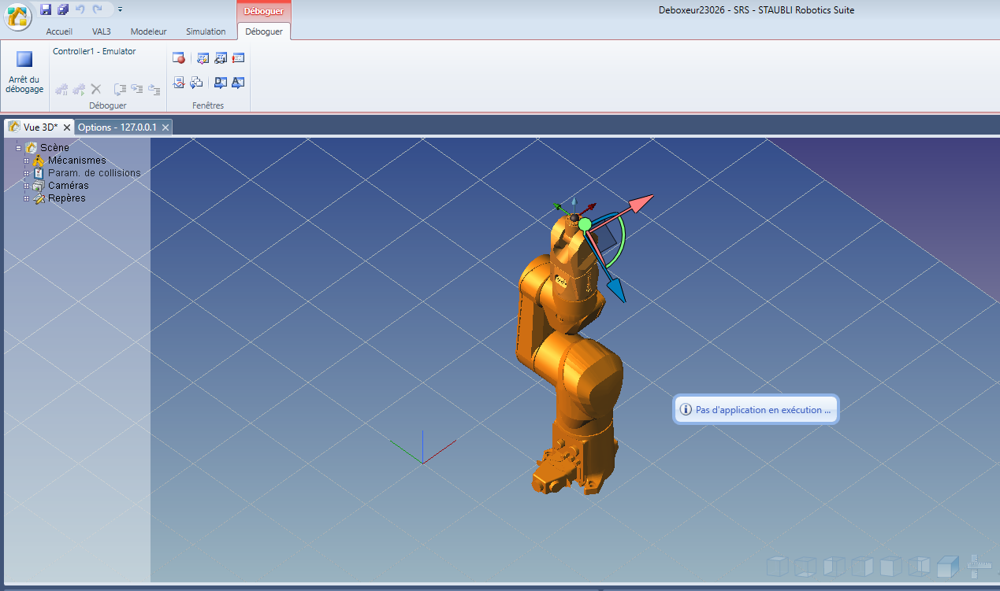 Déboguer
Deboxeur23026 - SRS - STAUBLI Robotics Suite
Accueil VAL3 Modeleur Simulation Déboguer
Controller1 - Emulator
Arrêt du
débogage
Déboguer
Fenêtres
Vue 3D* Options - 127.0.0.1
Scène
Mécanismes
Param. de collisions
Caméras
Repères
Pas d'application en exécution ...